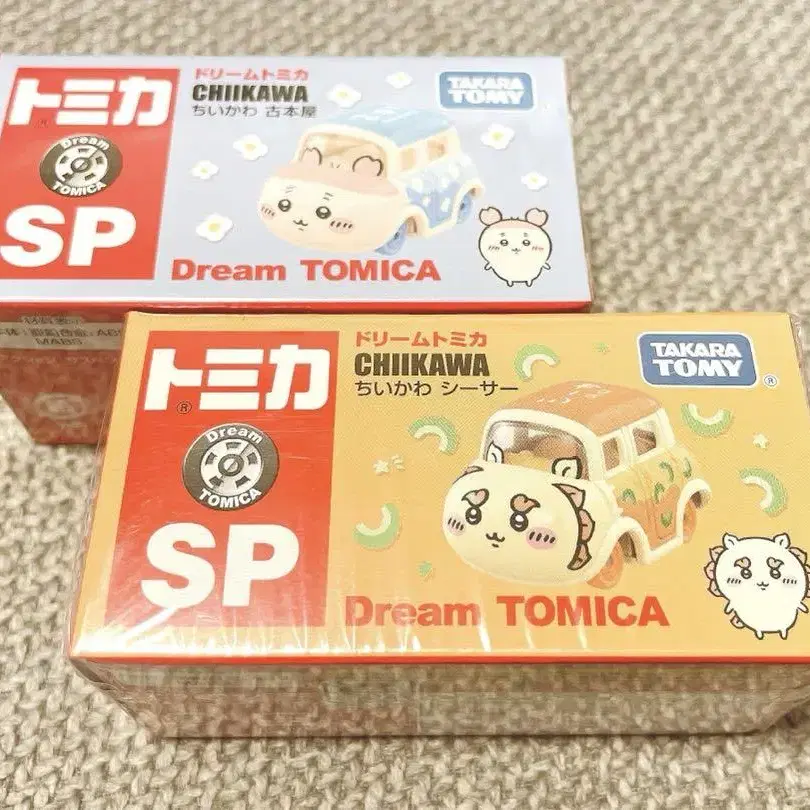 トミカ
Dream
TOMICA
SP
ドリームトミカ
CHIIKAWA
ちいかわ 古本屋
TAKARA
TOMY
Dream TOMICA
MABS
トミカ
®
Dream
TOMICA
SP
ドリームトミカ
CHIIKAWA
ちいかわ シーサー
TAKARA
TOMY
®
Dream TOMICA